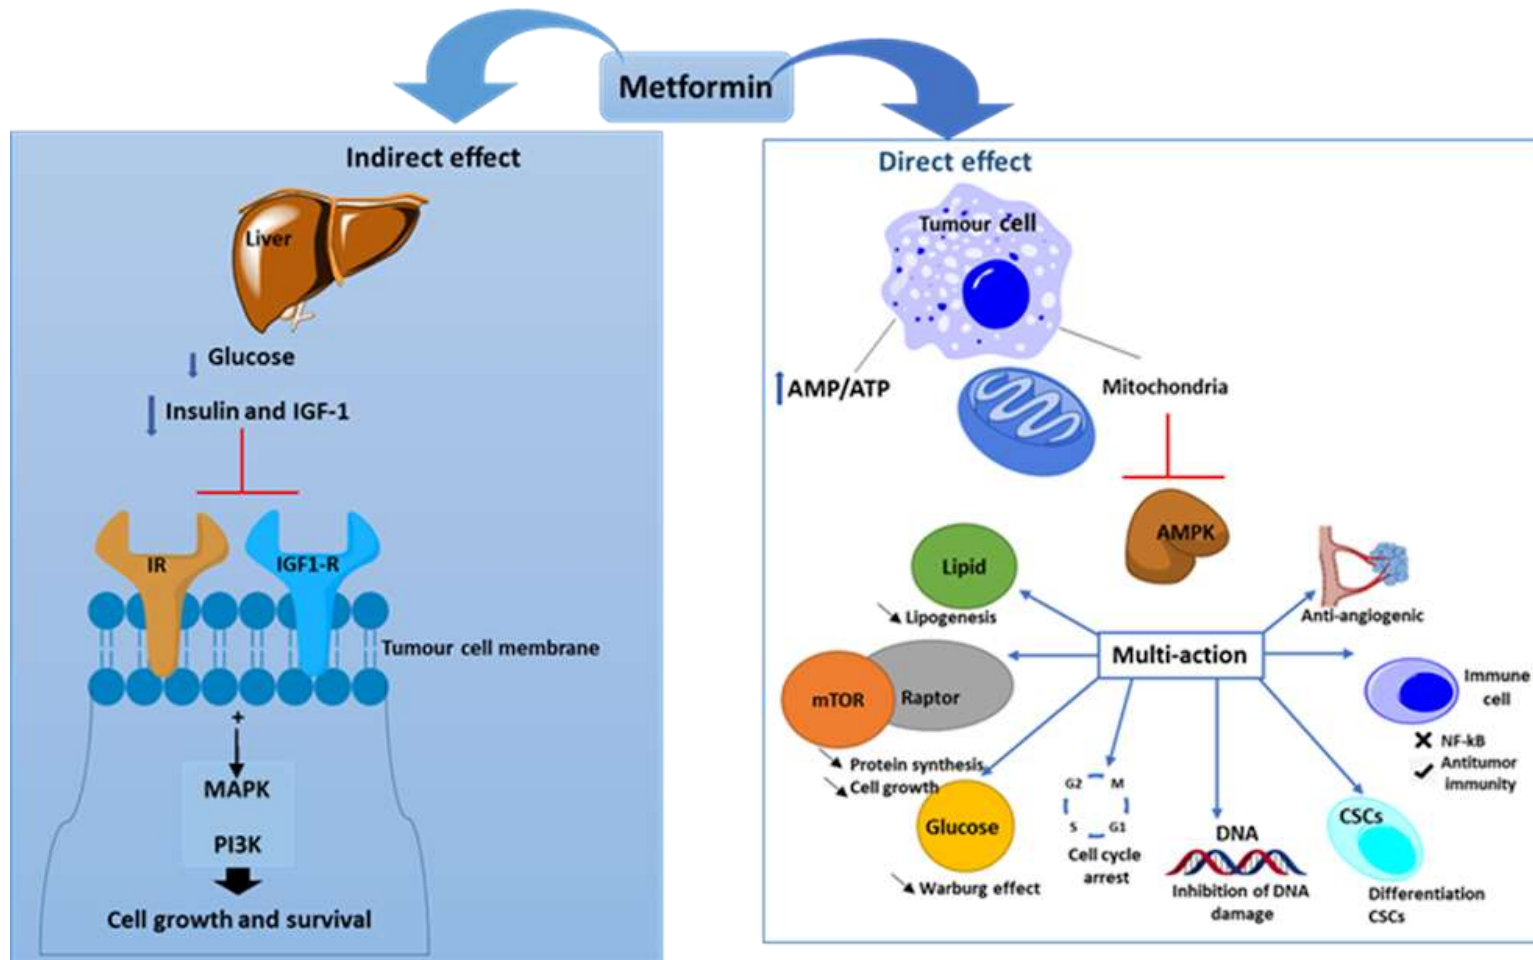 Metformin
Indirect effect
Liver
Glucose
Insulin and IGF-1
IR
IGF1-R
Tumour cell membrane
+
MAPK
PI3K
Cell growth and survival
Direct effect
Tumour cell
AMP/ATP
Mitochondria
AMPK
Lipid
Lipogenesis
Anti-angiogenic
Multi-action
mTOR
Raptor
Protein synthesis
Cell growth
Immune
cell
NF-kB
Antitumor
immunity
Glucose
Warburg effect
G2 M
S G1
Cell cycle
arrest
DNA
Inhibition of DNA
damage
CSCs
Differentiation
CSCs